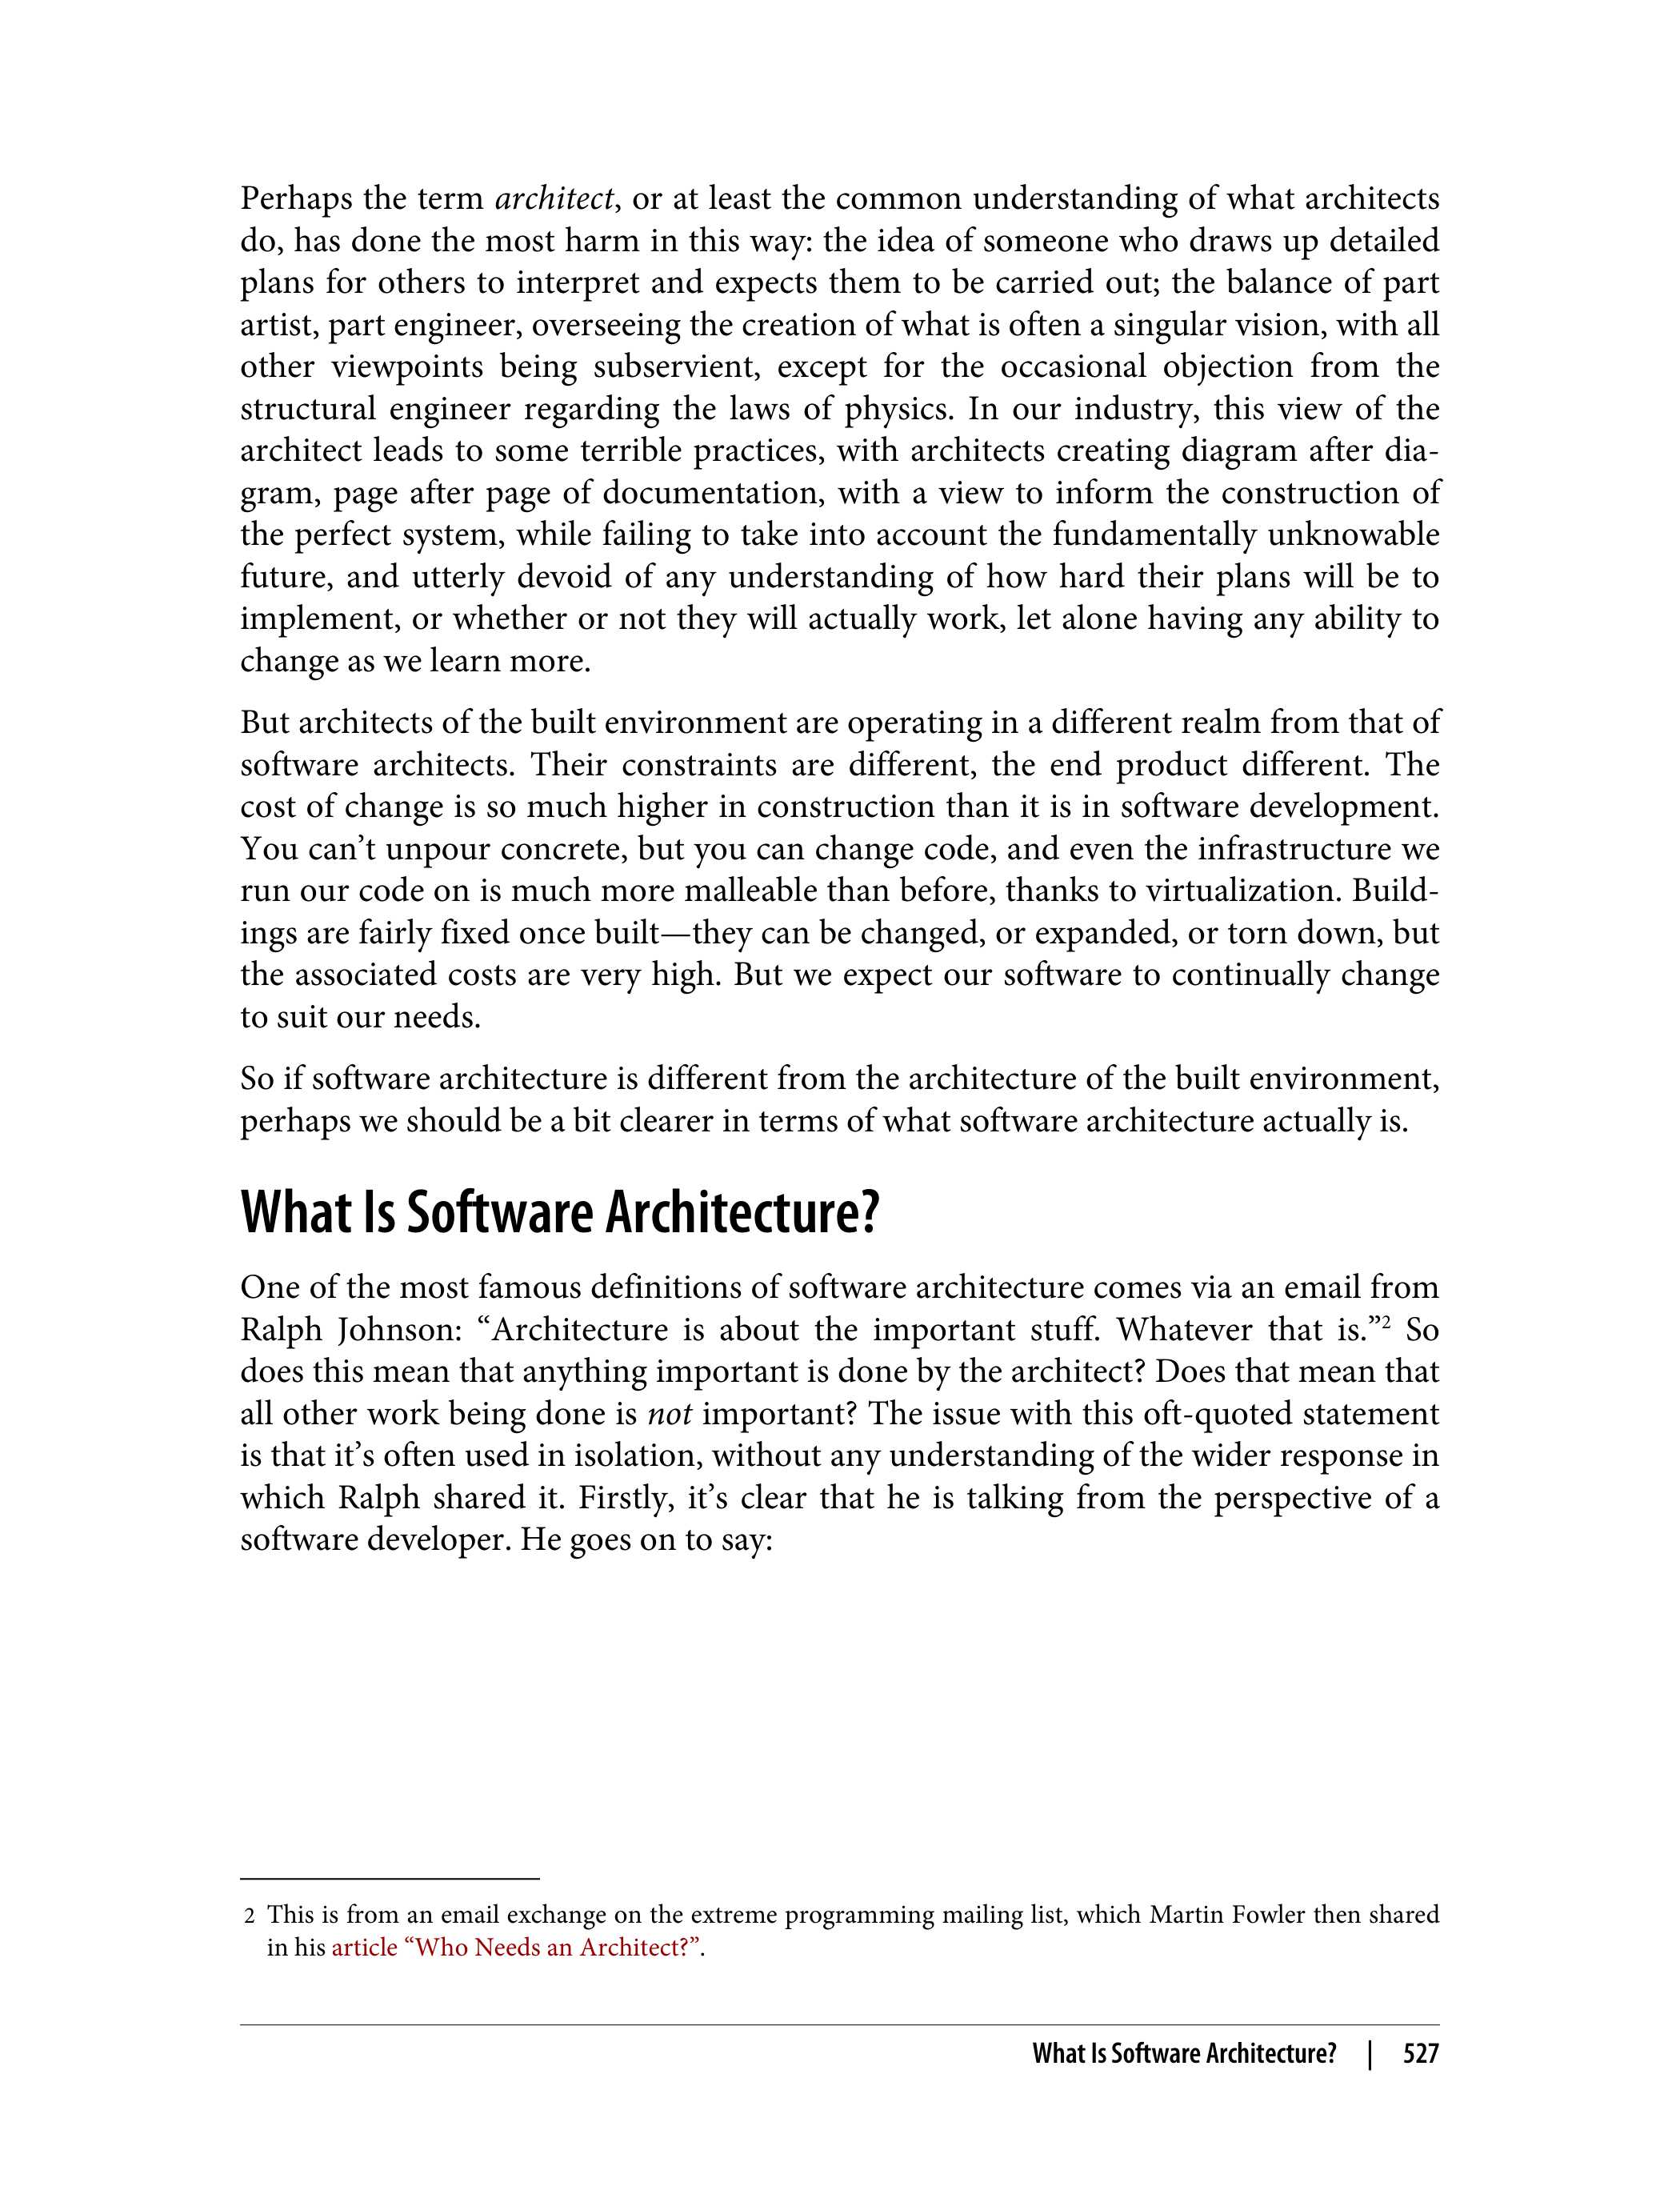 Perhaps the term architect, or at least the common understanding of what architects
do, has done the most harm in this way: the idea of someone who draws up detailed
plans for others to interpret and expects them to be carried out; the balance of part
artist, part engineer, overseeing the creation of what is often a singular vision, with all
other viewpoints being subservient, except for the occasional objection from the
structural engineer regarding the laws of physics. In our industry, this view of the
architect leads to some terrible practices, with architects creating diagram after dia-
gram, page after page of documentation, with a view to inform the construction of
the perfect system, while failing to take into account the fundamentally unknowable
future, and utterly devoid of any understanding of how hard their plans will be to
implement, or whether or not they will actually work, let alone having any ability to
change as we learn more.
But architects of the built environment are operating in a different realm from that of
software architects. Their constraints are different, the end product different. The
cost of change is so much higher in construction than it is in software development.
You can’t unpour concrete, but you can change code, and even the infrastructure we
run our code on is much more malleable than before, thanks to virtualization. Build-
ings are fairly fixed once built—they can be changed, or expanded, or torn down, but
the associated costs are very high. But we expect our software to continually change
to suit our needs.
So if software architecture is different from the architecture of the built environment,
perhaps we should be a bit clearer in terms of what software architecture actually is.
What Is Software Architecture?
One of the most famous definitions of software architecture comes via an email from
Ralph Johnson: “Architecture is about the important stuff. Whatever that is.”2 So
does this mean that anything important is done by the architect? Does that mean that
all other work being done is not important? The issue with this oft-quoted statement
is that it’s often used in isolation, without any understanding of the wider response in
which Ralph shared it. Firstly, it’s clear that he is talking from the perspective of a
software developer. He goes on to say:
2 This is from an email exchange on the extreme programming mailing list, which Martin Fowler then shared
in his article “Who Needs an Architect?”.
What Is Software Architecture? | 527